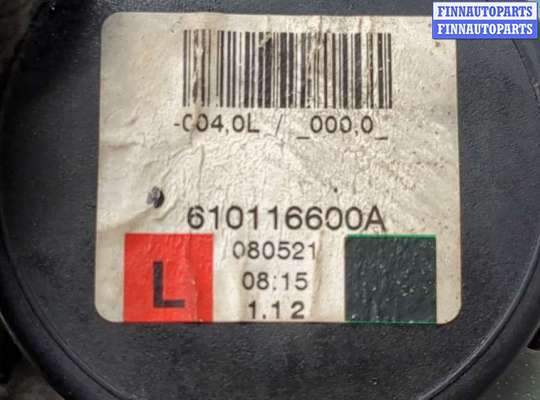 FINNAUTOPARTS
FINNAUTOPARTS
-004,0L / _000,0_
610116600A
080521
L
08:15
1.12